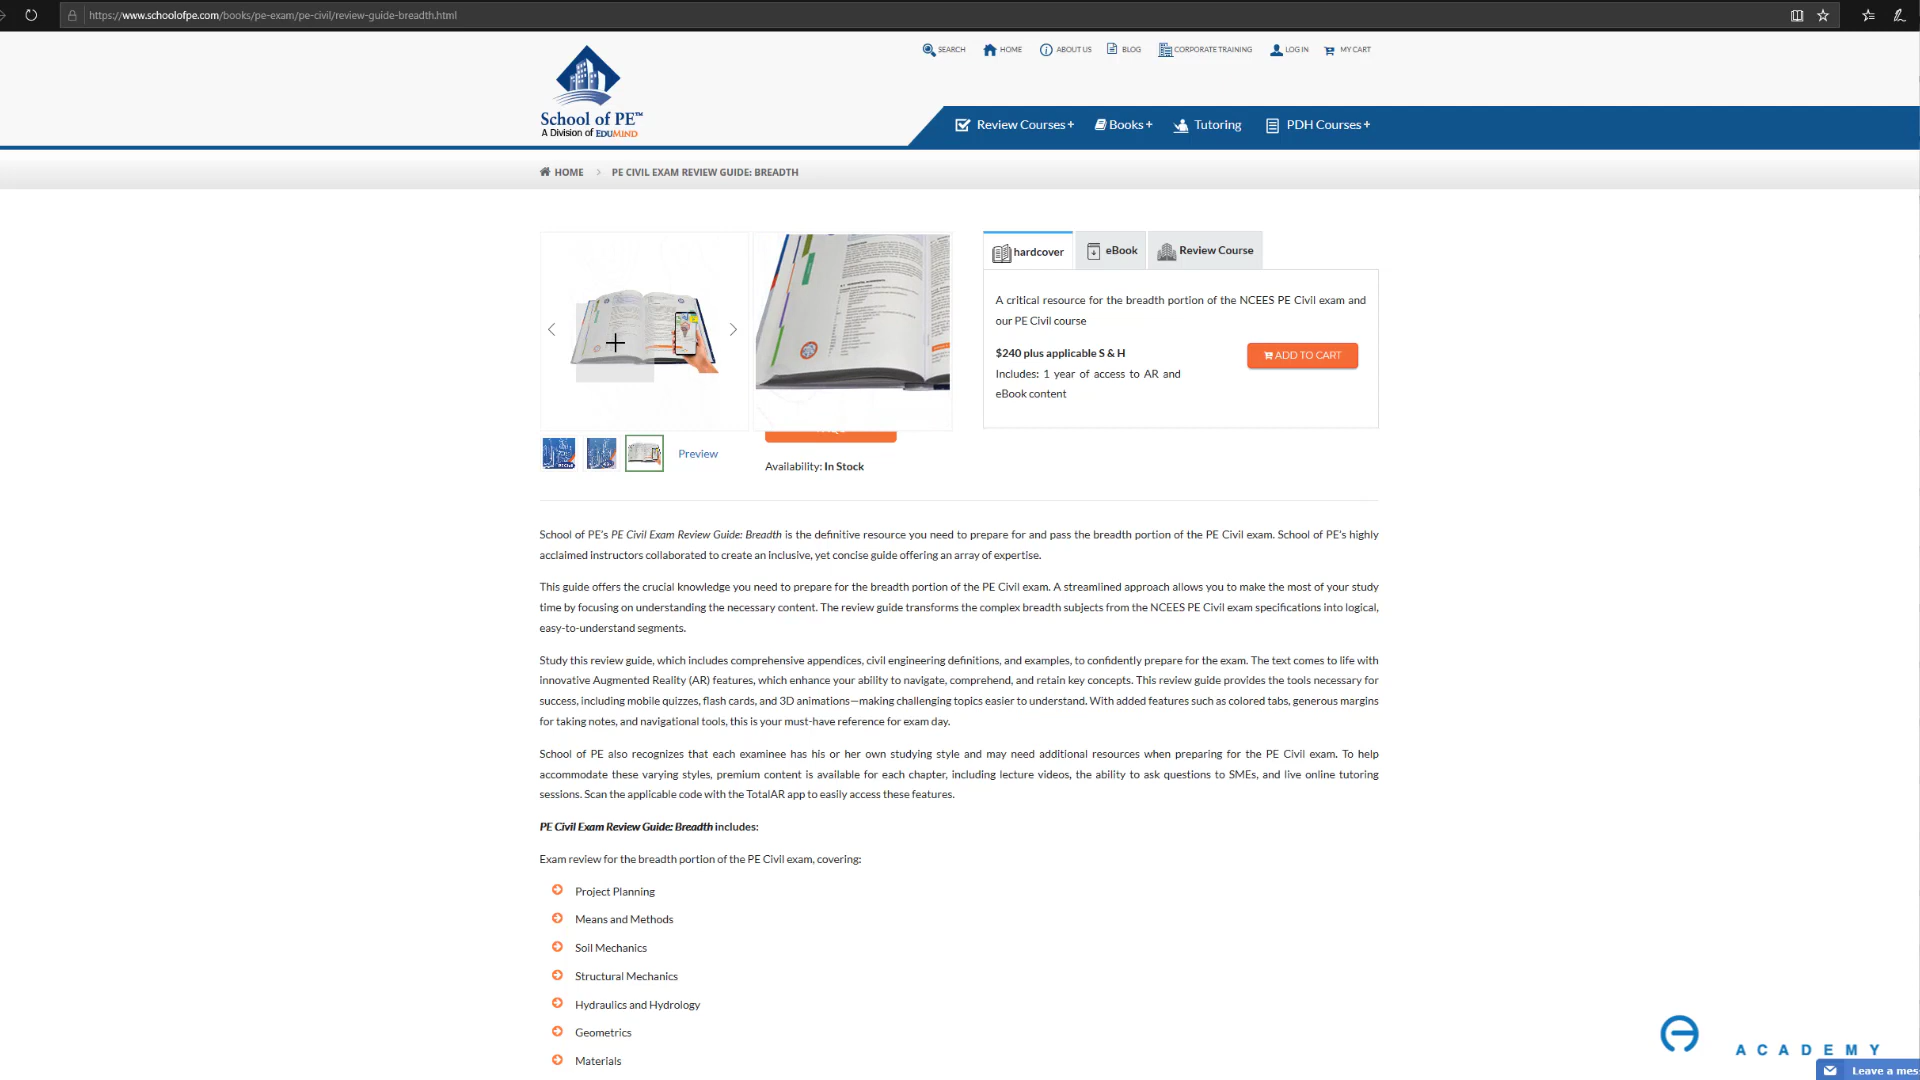 https://www.schoolofpe.com/books/pe-exam/pe-civil/review-guide-breadth.html
SEARCH HOME ABOUT US BLOG CORPORATE TRAINING LOG IN MY CART
School of PE™
A Division of EDUMIND
Review Courses + Books + Tutoring PDH Courses +
HOME > PE CIVIL EXAM REVIEW GUIDE: BREADTH
hardcover eBook Review Course
A critical resource for the breadth portion of the NCEES PE Civil exam and
our PE Civil course
$240 plus applicable S & H
ADD TO CART
Includes: 1 year of access to AR and
eBook content
Preview
Availability: In Stock
School of PE's PE Civil Exam Review Guide: Breadth is the definitive resource you need to prepare for and pass the breadth portion of the PE Civil exam. School of PE's highly
acclaimed instructors collaborated to create an inclusive, yet concise guide offering an array of expertise.
This guide offers the crucial knowledge you need to prepare for the breadth portion of the PE Civil exam. A streamlined approach allows you to make the most of your study
time by focusing on understanding the necessary content. The review guide transforms the complex breadth subjects from the NCEES PE Civil exam specifications into logical,
easy-to-understand segments.
Study this review guide, which includes comprehensive appendices, civil engineering definitions, and examples, to confidently prepare for the exam. The text comes to life with
innovative Augmented Reality (AR) features, which enhance your ability to navigate, comprehend, and retain key concepts. This review guide provides the tools necessary for
success, including mobile quizzes, flash cards, and 3D animations—making challenging topics easier to understand. With added features such as colored tabs, generous margins
for taking notes, and navigational tools, this is your must-have reference for exam day.
School of PE also recognizes that each examinee has his or her own studying style and may need additional resources when preparing for the PE Civil exam. To help
accommodate these varying styles, premium content is available for each chapter, including lecture videos, the ability to ask questions to SMEs, and live online tutoring
sessions. Scan the applicable code with the TotalAR app to easily access these features.
PE Civil Exam Review Guide: Breadth includes:
Exam review for the breadth portion of the PE Civil exam, covering:
Project Planning
Means and Methods
Soil Mechanics
Structural Mechanics
Hydraulics and Hydrology
Geometrics
Materials
ACADEMY
Leave a mes